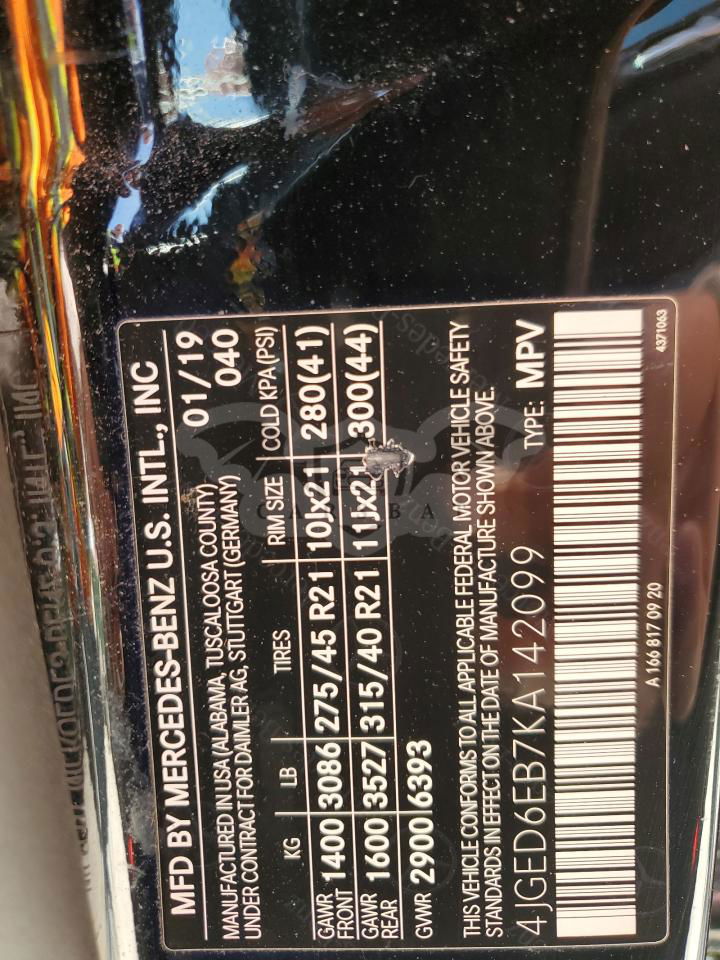 MFD BY MERCEDES-BENZ U.S. INTL., INC
01/19
MANUFACTURED IN USA (ALABAMA, TUSCALOOSA COUNTY)
UNDER CONTRACT FOR DAIMLER AG, STUTTGART (GERMANY)
040
KG LB TIRES RIM SIZE COLD KPA (PSI)
GAWR FRONT 1400 3086 275/45 R21 10Jx21 280(41)
GAWR REAR 1600 3527 315/40 R21 11Jx21 300(44)
GVWR 2900 6393
THIS VEHICLE CONFORMS TO ALL APPLICABLE FEDERAL MOTOR VEHICLE SAFETY
STANDARDS IN EFFECT ON THE DATE OF MANUFACTURE SHOWN ABOVE.
4JGED6EB7KA142099 TYPE: MPV
A 166 817 09 20
4371063